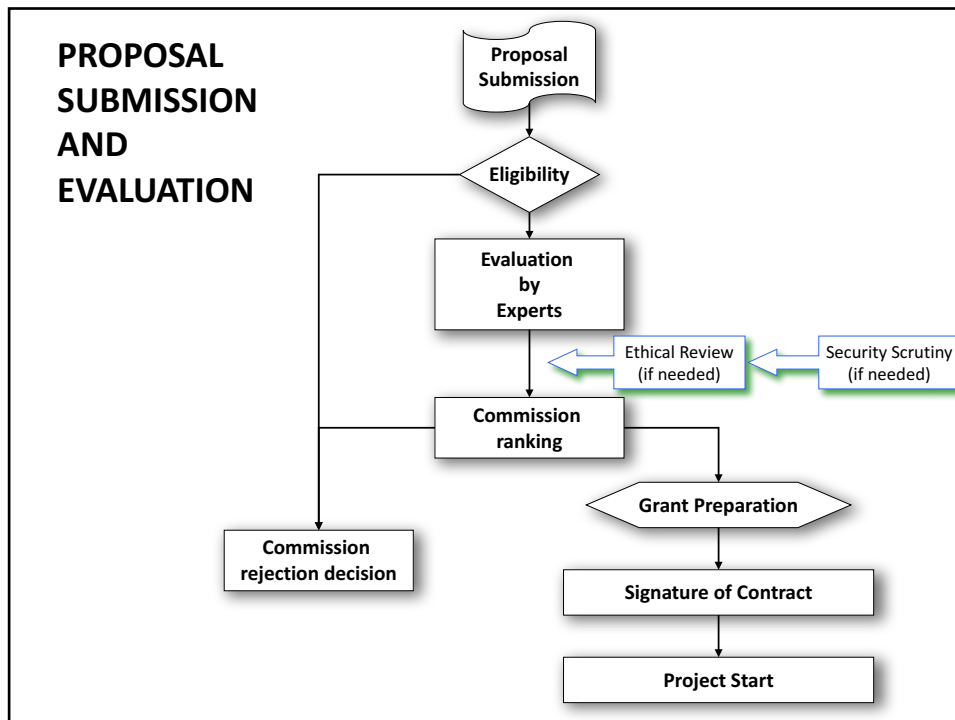 PROPOSAL
SUBMISSION
AND
EVALUATION
Proposal
Submission
Eligibility
Evaluation
by
Experts
Ethical Review
(if needed)
Security Scrutiny
(if needed)
Commission
ranking
Grant Preparation
Commission
rejection decision
Signature of Contract
Project Start